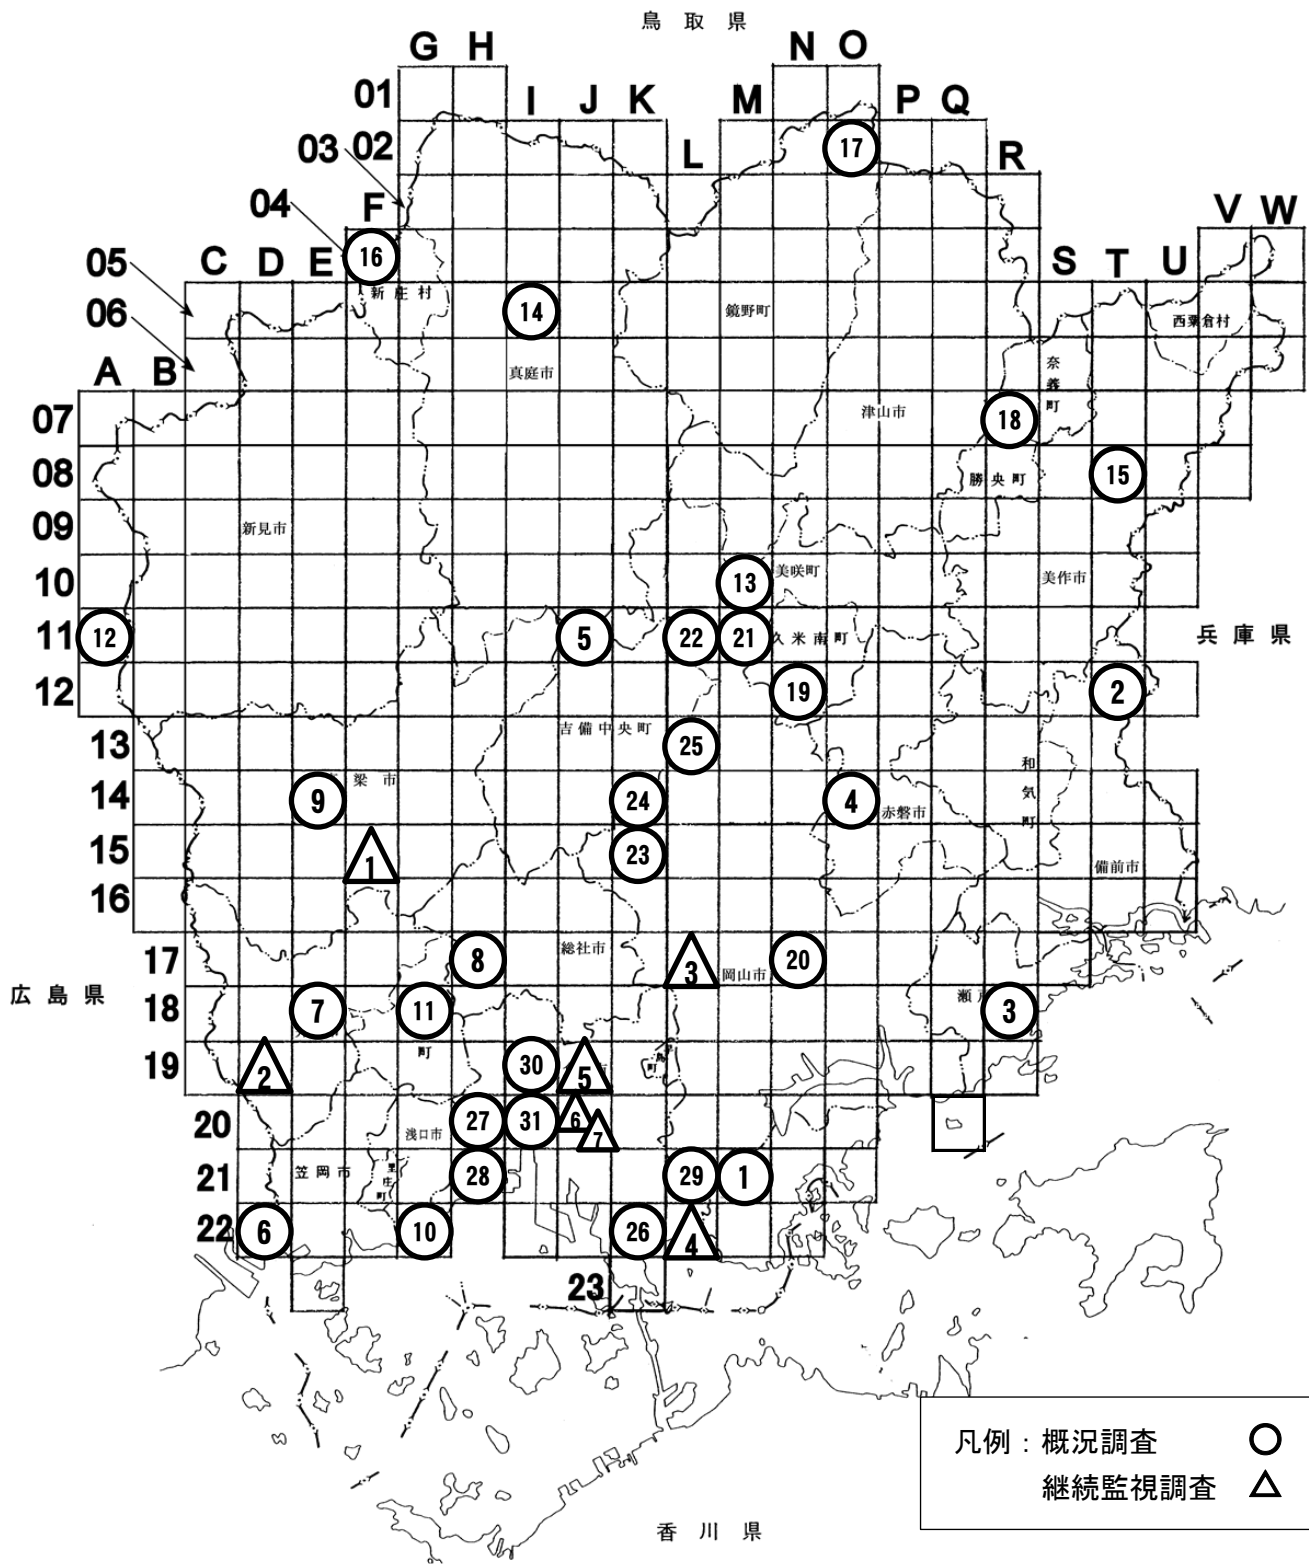 鳥取県
G H N O
01 I J K M P Q
03 02 L 17 R
04 F V W
05 C D E 16 S T U
新庄村
06 14 鏡野町 西粟倉村
A B 真庭市 奈義町
07 津山市 18
08 勝央町 15
09 新見市
10 13 美咲町 美作市
11 12 5 22 21 久米南町 兵庫県
12 19 2
13 吉備中央町 25 和気町
14 9 梁市 24 4 赤磐市
15 1 23 備前市
16
17 8 総社市 3 岡山市 20
広島県
18 7 11 瀬戸 3
町
19 2 30 5 島町
20 浅口市 27 31 6 7
21 笠岡市 里庄町 28 29 1
22 6 10 26 4
23
凡例：概況調査 ○
継続監視調査 △
香川県